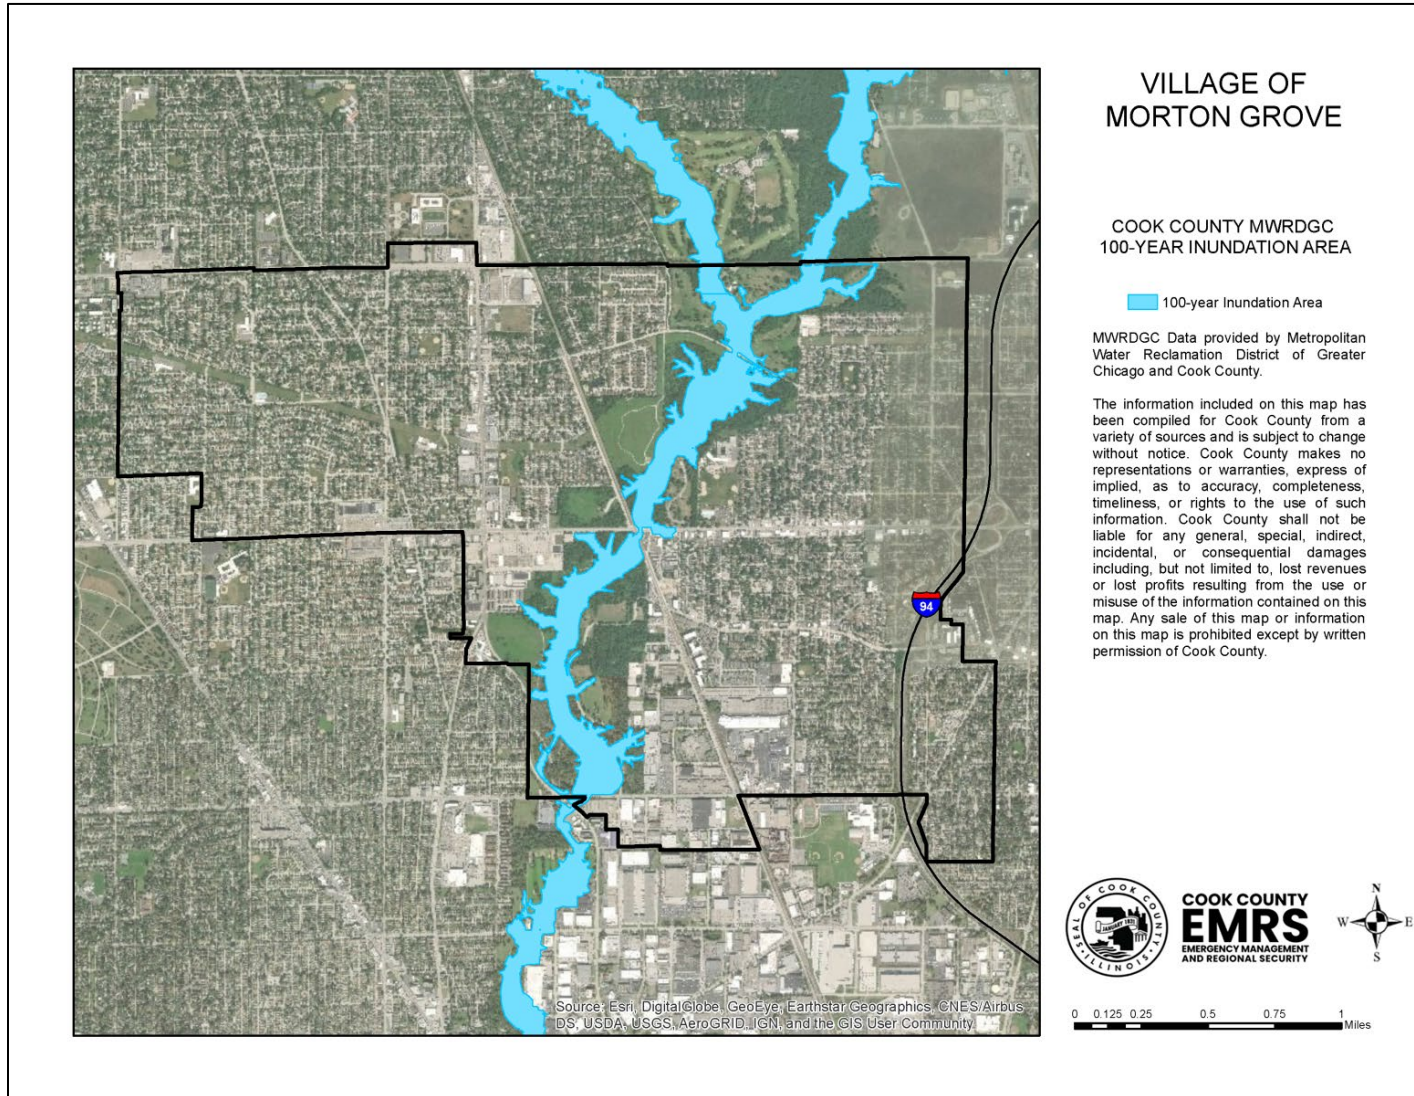 VILLAGE OF
MORTON GROVE
COOK COUNTY MWRDGC
100-YEAR INUNDATION AREA
100-year Inundation Area
MWRDGC Data provided by Metropolitan
Water Reclamation District of Greater
Chicago and Cook County.
The information included on this map has
been compiled for Cook County from a
variety of sources and is subject to change
without notice. Cook County makes no
representations or warranties, express of
implied, as to accuracy, completeness,
timeliness, or rights to the use of such
information. Cook County shall not be
liable for any general, special, indirect,
incidental, or consequential damages
including, but not limited to, lost revenues
or lost profits resulting from the use or
misuse of the information contained on this
map. Any sale of this map or information
on this map is prohibited except by written
permission of Cook County.
94
SEAL OF COOK COUNTY
JANUARY 1831
ILLINOIS
COOK COUNTY
EMRS
EMERGENCY MANAGEMENT
AND REGIONAL SECURITY
N
W E
S
0 0.125 0.25 0.5 0.75 1
Miles
Source: Esri, DigitalGlobe, GeoEye, Earthstar Geographics, CNES/Airbus
DS, USDA, USGS, AeroGRID, IGN, and the GIS User Community